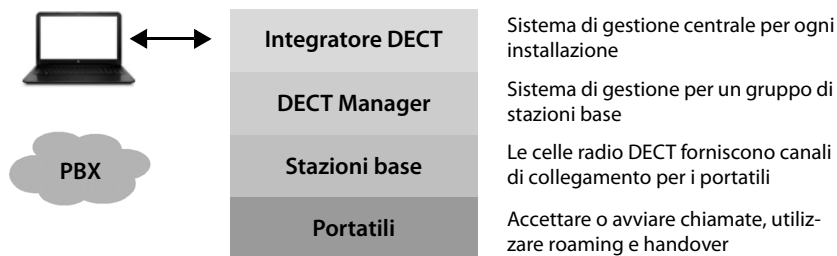 Integratore DECT
Sistema di gestione centrale per ogni
installazione
DECT Manager
Sistema di gestione per un gruppo di
stazioni base
PBX
Stazioni base
Le celle radio DECT forniscono canali
di collegamento per i portatili
Portatili
Accettare o avviare chiamate, utiliz-
zare roaming e handover